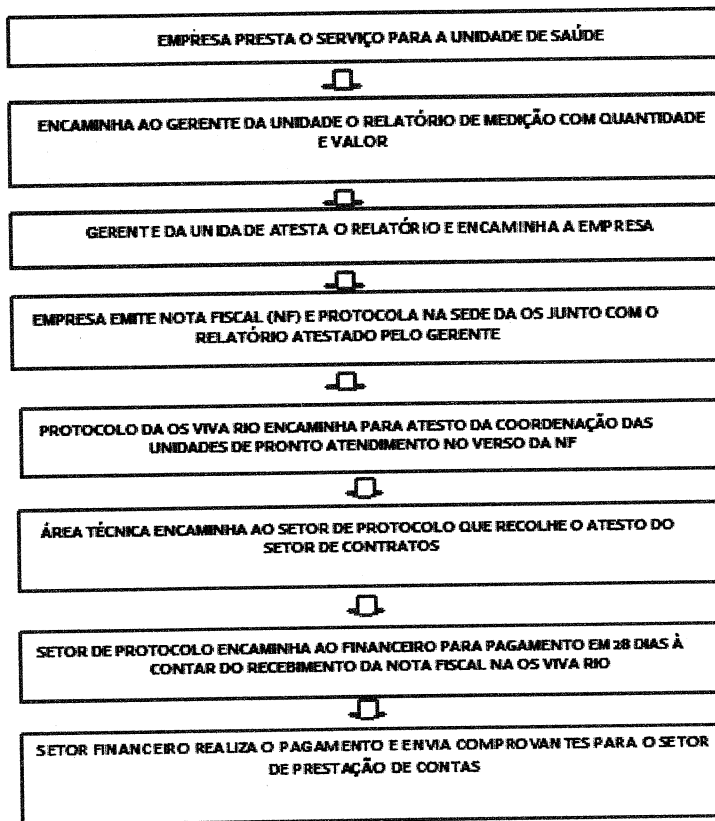 EMPRESA PRESTA O SERVIÇO PARA A UNIDADE DE SAÚDE
ENCAMINHA AO GERENTE DA UNIDADE O RELATÓRIO DE MEDIÇÃO COM QUANTIDADE
E VALOR
GERENTE DA UNIDADE ATESTA O RELATÓRIO E ENCAMINHA A EMPRESA
EMPRESA EMITE NOTA FISCAL (NF) E PROTOCOLA NA SEDE DA OS JUNTO COM O
RELATÓRIO ATESTADO PELO GERENTE
PROTOCOLO DA OS VIVA RIO ENCAMINHA PARA ATESTO DA COORDENAÇÃO DAS
UNIDADES DE PRONTO ATENDIMENTO NO VERSO DA NF
ÁREA TÉCNICA ENCAMINHA AO SETOR DE PROTOCOLO QUE RECOLHE O ATESTO DO
SETOR DE CONTRATOS
SETOR DE PROTOCOLO ENCAMINHA AO FINANCEIRO PARA PAGAMENTO EM 28 DIAS À
CONTAR DO RECEBIMENTO DA NOTA FISCAL NA OS VIVA RIO
SETOR FINANCEIRO REALIZA O PAGAMENTO E ENVIA COMPROVANTES PARA O SETOR
DE PRESTAÇÃO DE CONTAS